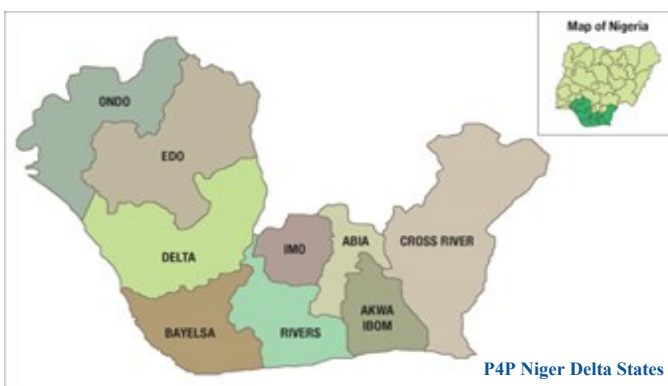 Map of Nigeria
ONDO
EDO
DELTA
IMO
ABIA
CROSS RIVER
BAYELSA
RIVERS
AKWA
IBOM
P4P Niger Delta States